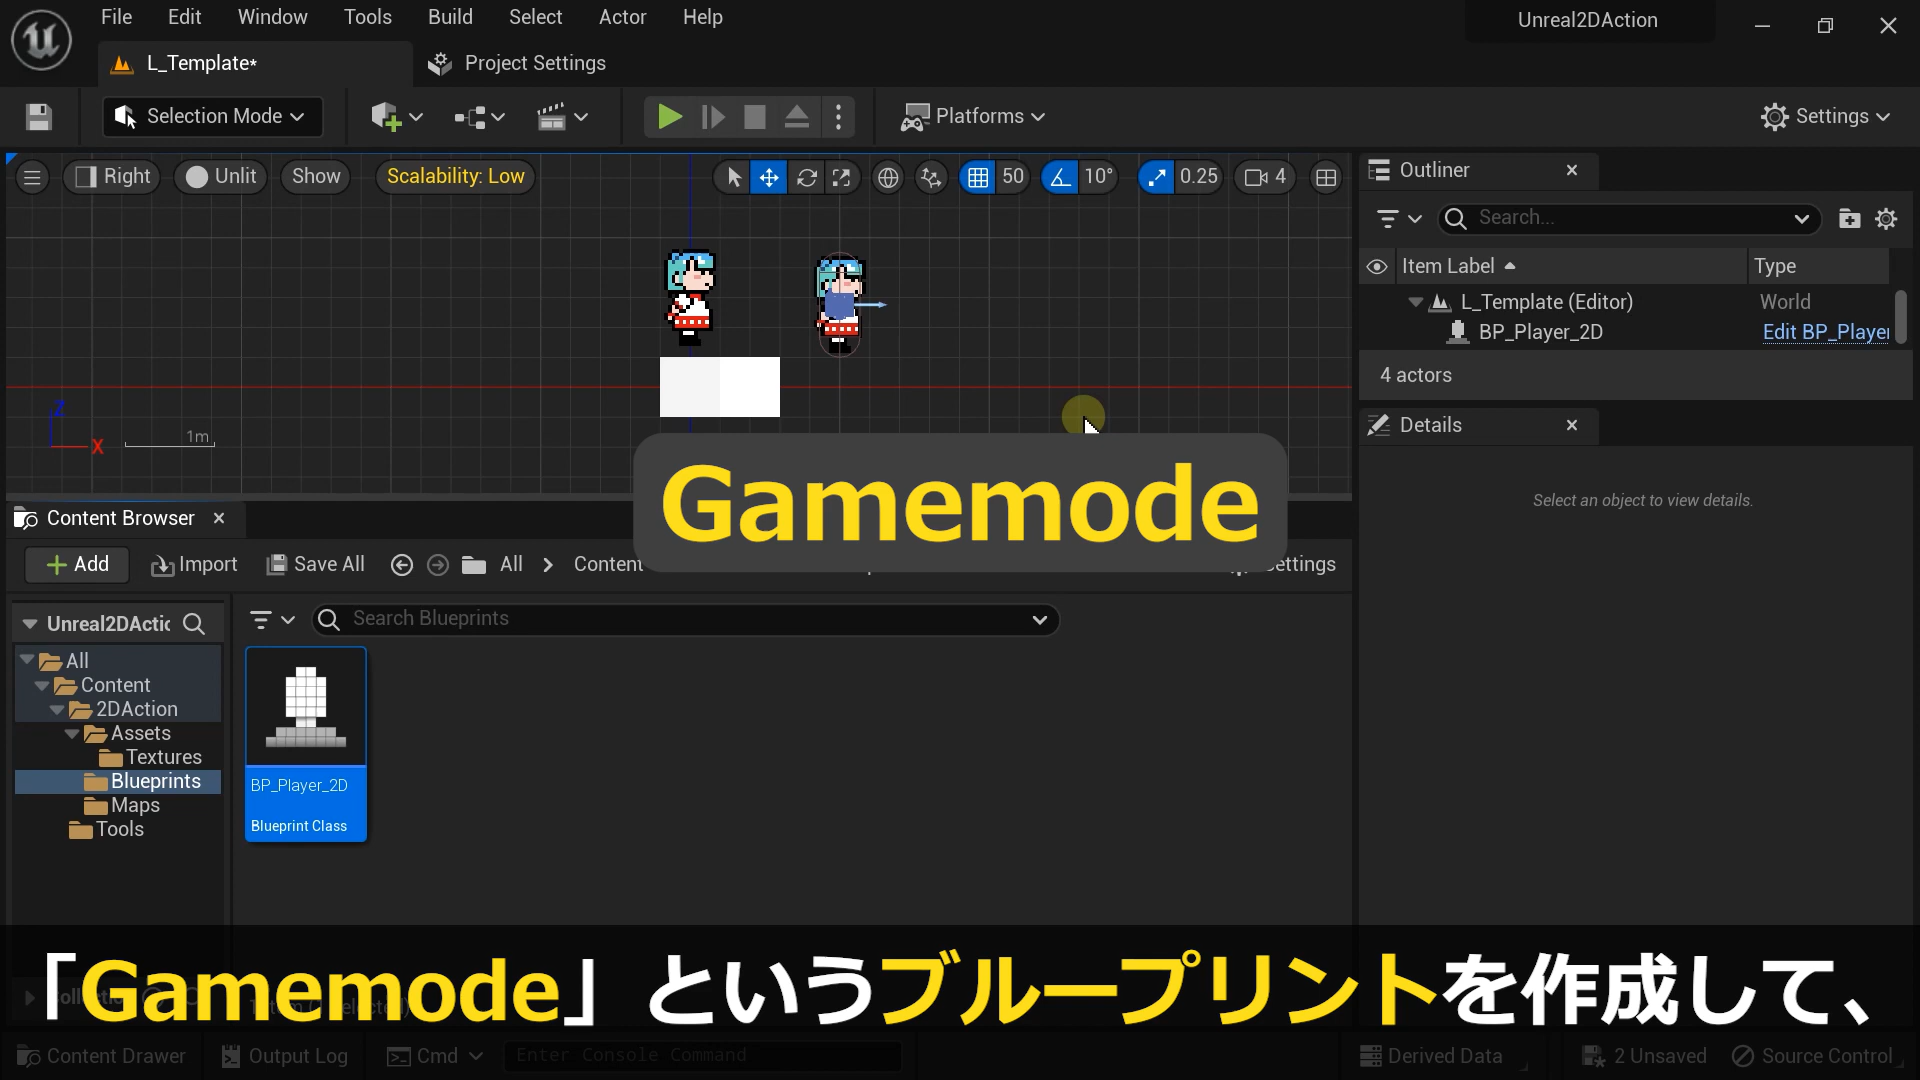 File Edit Window Tools Build Select Actor Help
Unreal2DAction
L_Template*
Project Settings
Selection Mode
Platforms
Settings
Right
Unlit
Show
Scalability: Low
50
10°
0.25
4
Outliner
Search...
Item Label
Type
L_Template (Editor)
World
BP_Player_2D
Edit BP_Player
4 actors
Z
X
1m
Details
Select an object to view details.
Gamemode
Content Browser
Add
Import
Save All
All
Content
Settings
Unreal2DActic
Search Blueprints
All
Content
2DAction
Assets
Textures
Blueprints
Maps
Tools
BP_Player_2D
Blueprint Class
「Gamemode」というブループリントを作成して、
Content Drawer
Output Log
Cmd
Enter Console Command
Derived Data
2 Unsaved
Source Control